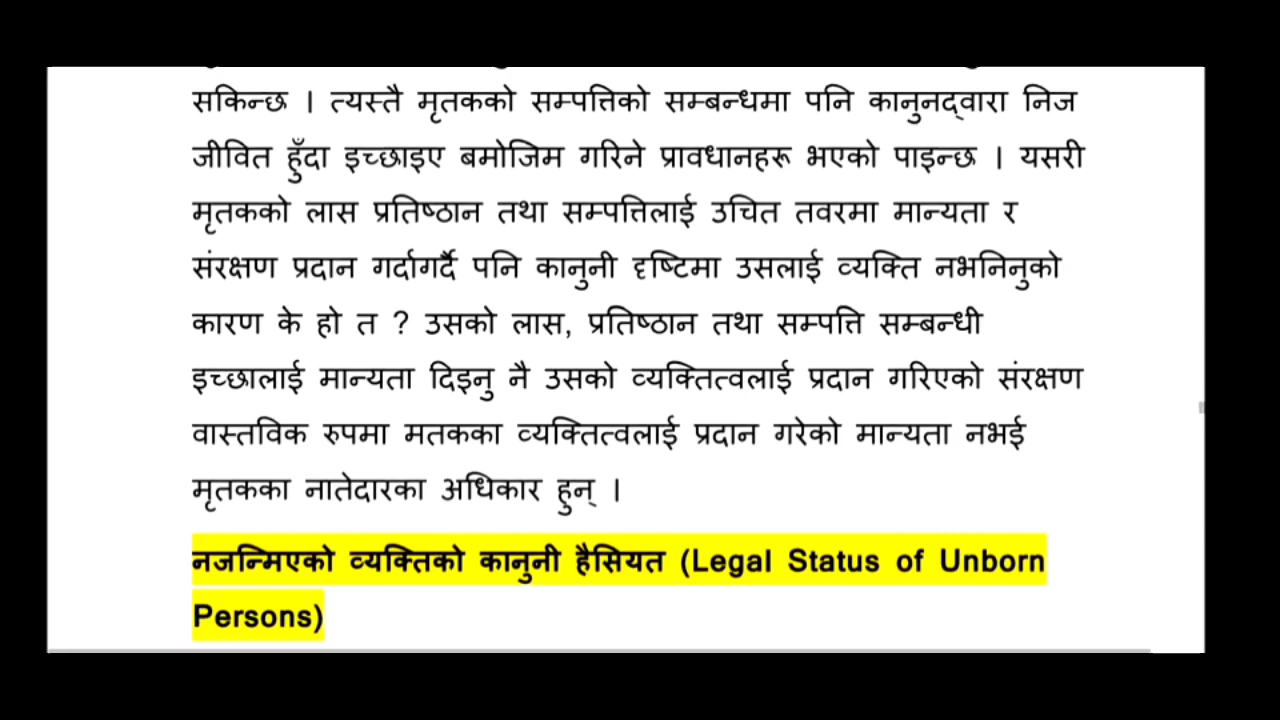 सकिन्छ । त्यस्तै मृतकको सम्पत्तिको सम्बन्धमा पनि कानुनद्वारा निज
जीवित हुँदा इच्छाइए बमोजिम गरिने प्रावधानहरू भएको पाइन्छ । यसरी
मृतकको लास प्रतिष्ठान तथा सम्पत्तिलाई उचित तवरमा मान्यता र
संरक्षण प्रदान गर्दागर्दै पनि कानुनी दृष्टिमा उसलाई व्यक्ति नभनिनुको
कारण के हो त ? उसको लास, प्रतिष्ठान तथा सम्पत्ति सम्बन्धी
इच्छालाई मान्यता दिइनु नै उसको व्यक्तित्वलाई प्रदान गरिएको संरक्षण
वास्तविक रुपमा मतकका व्यक्तित्वलाई प्रदान गरेको मान्यता नभई
मृतकका नातेदारका अधिकार हुन् ।
नजन्मिएको व्यक्तिको कानुनी हैसियत (Legal Status of Unborn
Persons)